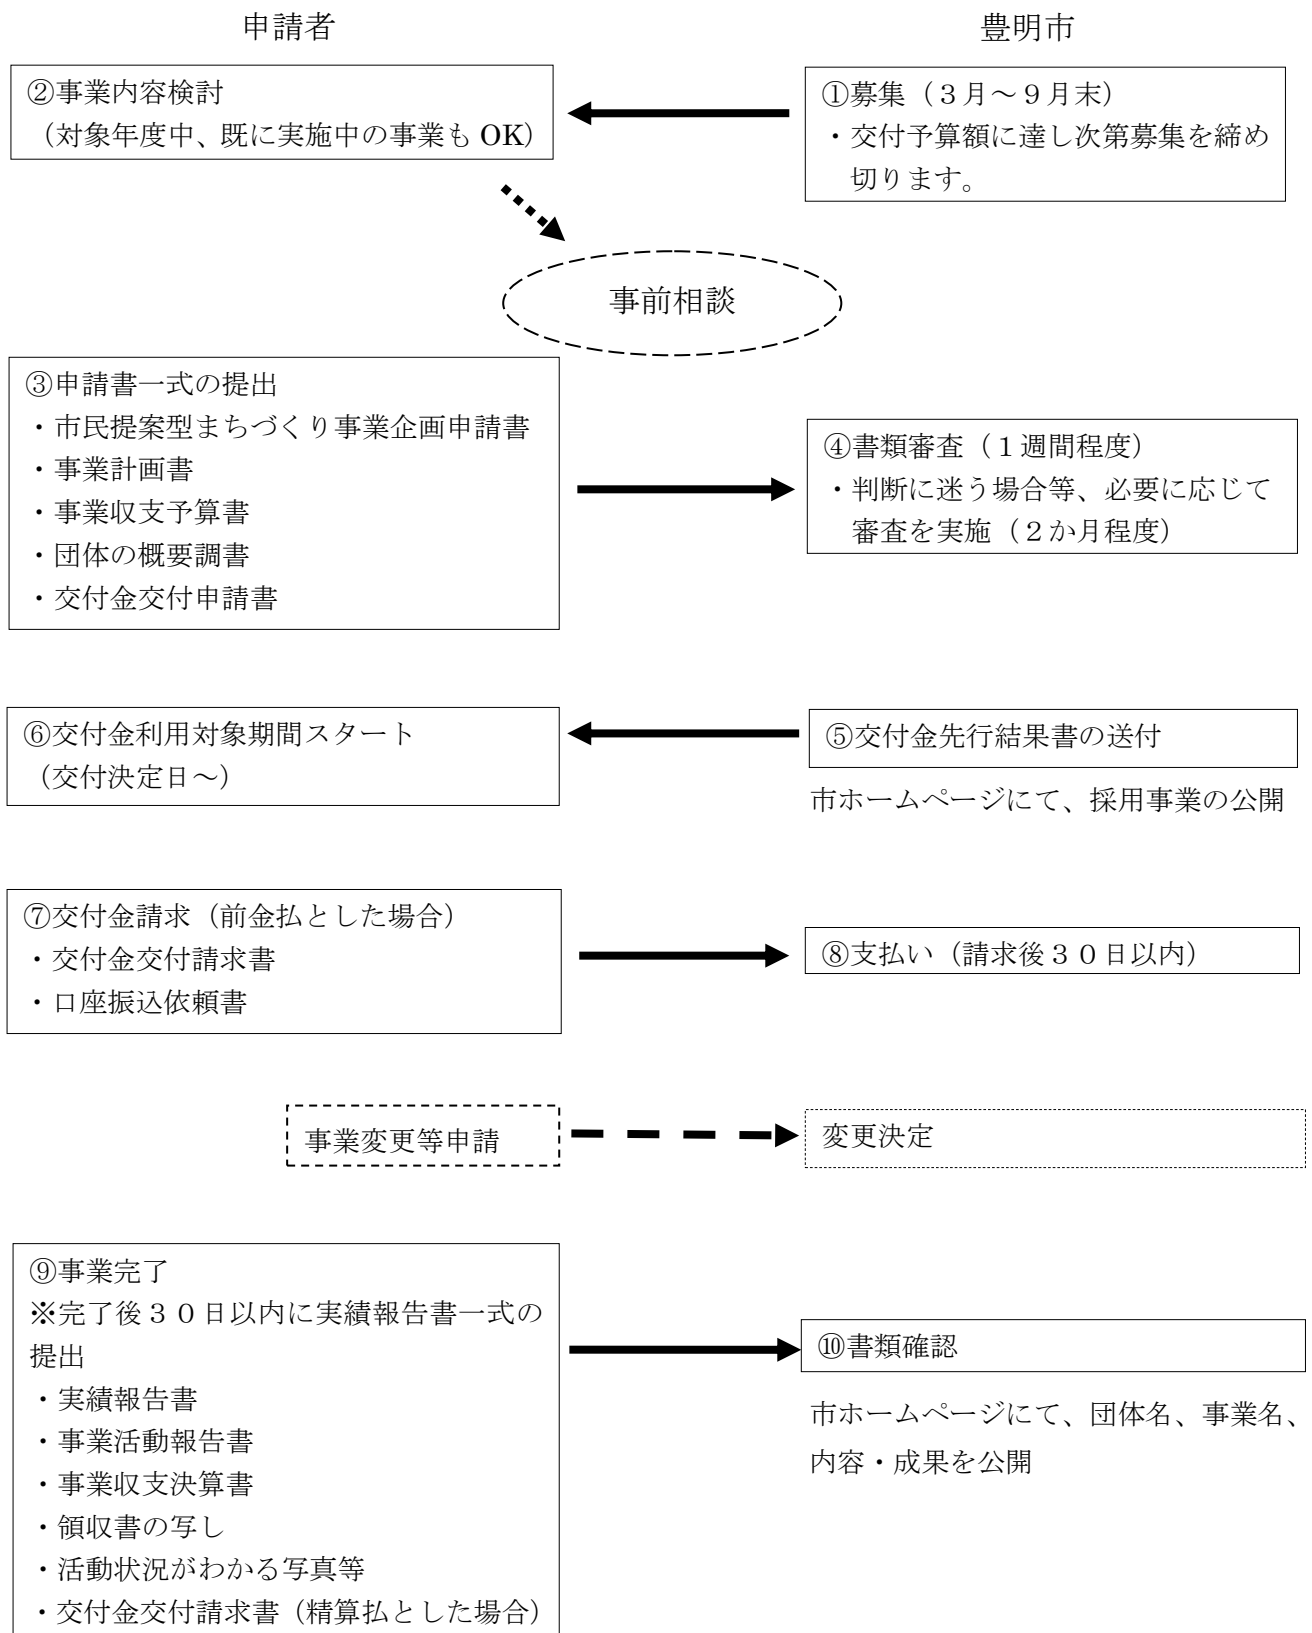 申請者
豊明市
①募集（３月～９月末）
・交付予算額に達し次第募集を締め
切ります。
②事業内容検討
（対象年度中、既に実施中の事業も OK）
事前相談
③申請書一式の提出
・市民提案型まちづくり事業企画申請書
・事業計画書
・事業収支予算書
・団体の概要調書
・交付金交付申請書
④書類審査（１週間程度）
・判断に迷う場合等、必要に応じて
審査を実施（２か月程度）
⑤交付金先行結果書の送付
市ホームページにて、採用事業の公開
⑥交付金利用対象期間スタート
（交付決定日～）
⑦交付金請求（前金払とした場合）
・交付金交付請求書
・口座振込依頼書
⑧支払い（請求後３０日以内）
事業変更等申請
変更決定
⑨事業完了
※完了後３０日以内に実績報告書一式の
提出
・実績報告書
・事業活動報告書
・事業収支決算書
・領収書の写し
・活動状況がわかる写真等
・交付金交付請求書（精算払とした場合）
⑩書類確認
市ホームページにて、団体名、事業名、
内容・成果を公開